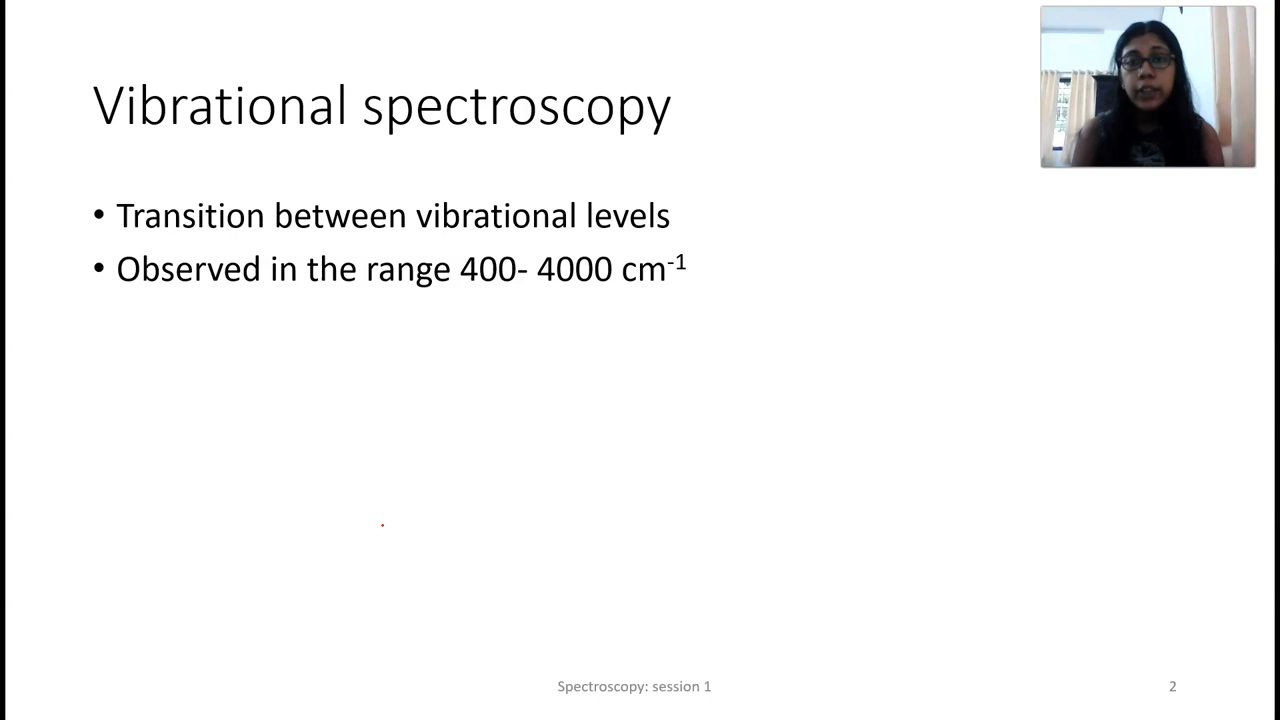 Vibrational spectroscopy
• Transition between vibrational levels
• Observed in the range 400- 4000 cm⁻¹
Spectroscopy: session 1
2